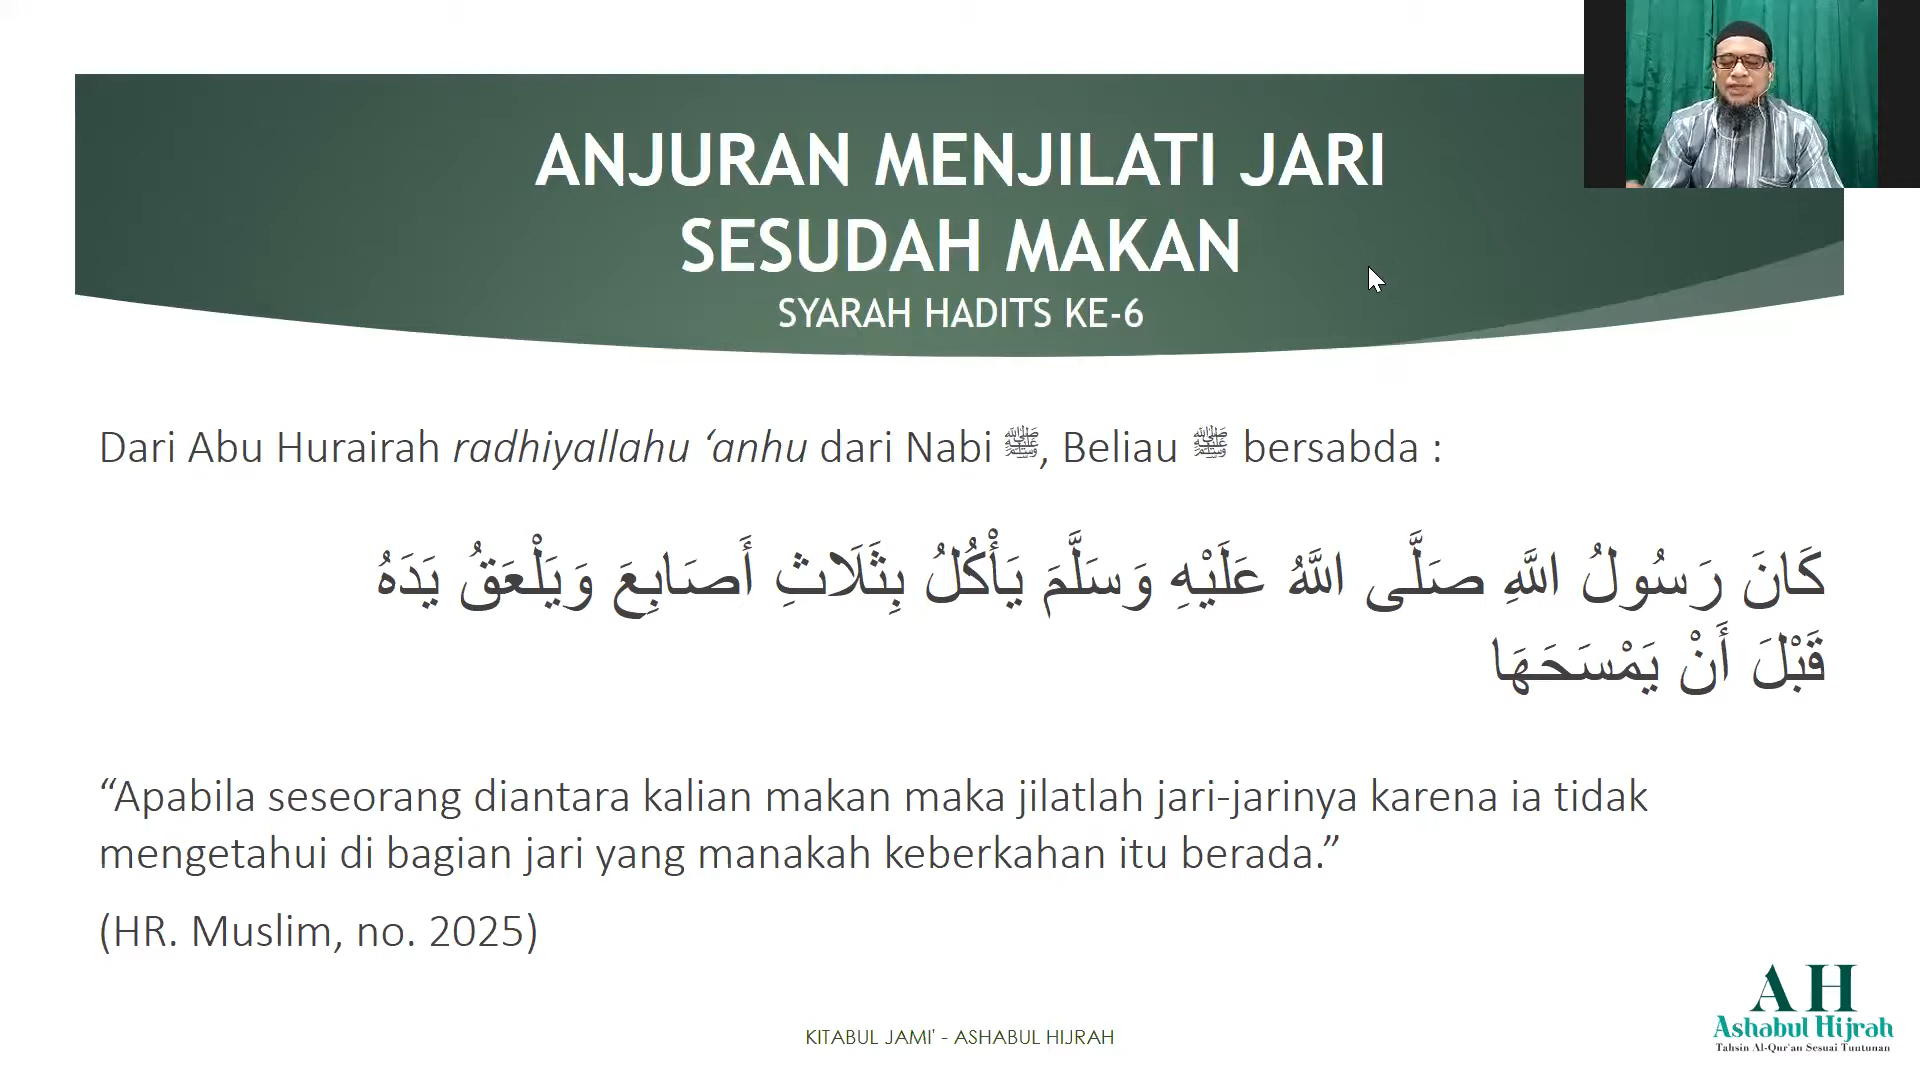 ANJURAN MENJILATI JARI
SESUDAH MAKAN
SYARAH HADITS KE-6
Dari Abu Hurairah radhiyallahu ‘anhu dari Nabi ﷺ, Beliau ﷺ bersabda :
كَانَ رَسُولُ اللَّهِ صَلَّى اللَّهُ عَلَيْهِ وَسَلَّمَ يَأْكُلُ بِثَلَاثِ أَصَابِعَ وَيَلْعَقُ يَدَهُ
قَبْلَ أَنْ يَمْسَحَهَا
“Apabila seseorang diantara kalian makan maka jilatlah jari-jarinya karena ia tidak
mengetahui di bagian jari yang manakah keberkahan itu berada.”
(HR. Muslim, no. 2025)
KITABUL JAMI' - ASHABUL HIJRAH
AH
Ashabul Hijrah
Tahsin Al-Qur'an Sesuai Tuntunan